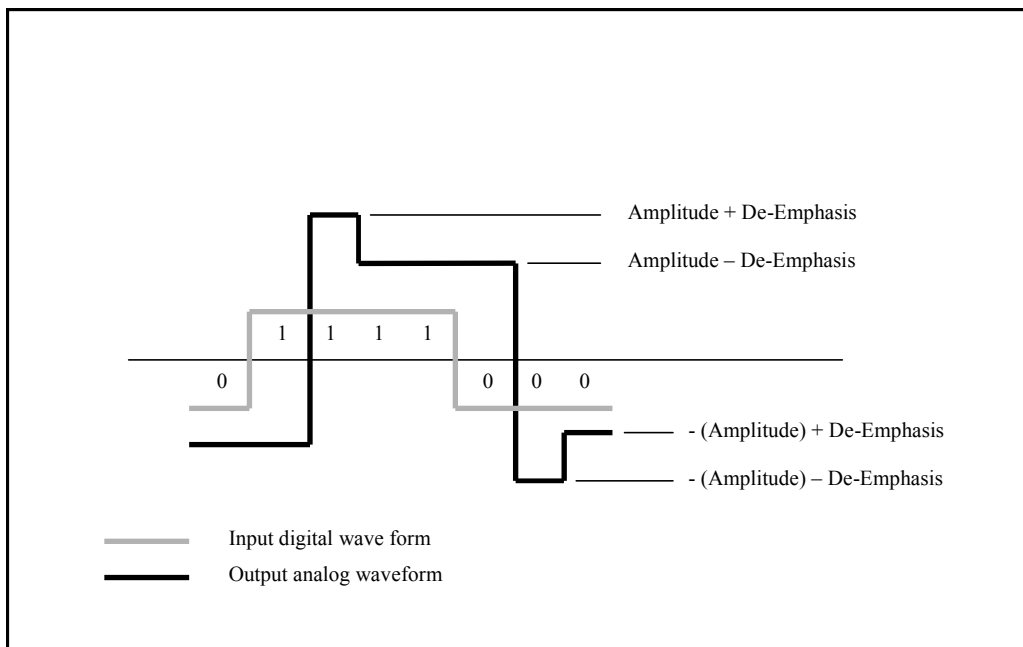 Amplitude + De-Emphasis
Amplitude – De-Emphasis
1 1 1 1
0
0 0 0
- (Amplitude) + De-Emphasis
- (Amplitude) – De-Emphasis
Input digital wave form
Output analog waveform